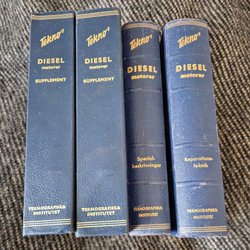 Tekno's
DIESEL
motorer
SUPPLEMENT
TEKNOGRAFISKA
INSTITUTET
Tekno's
DIESEL
motorer
SUPPLEMENT
TEKNOGRAFISKA
INSTITUTET
Tekno's
DIESEL
motorer
Special-
beskrivningar
TEKNOGRAFISKA
INSTITUTET
Tekno's
DIESEL
motorer
Reparations-
teknik
TEKNOGRAFISKA
INSTITUTET